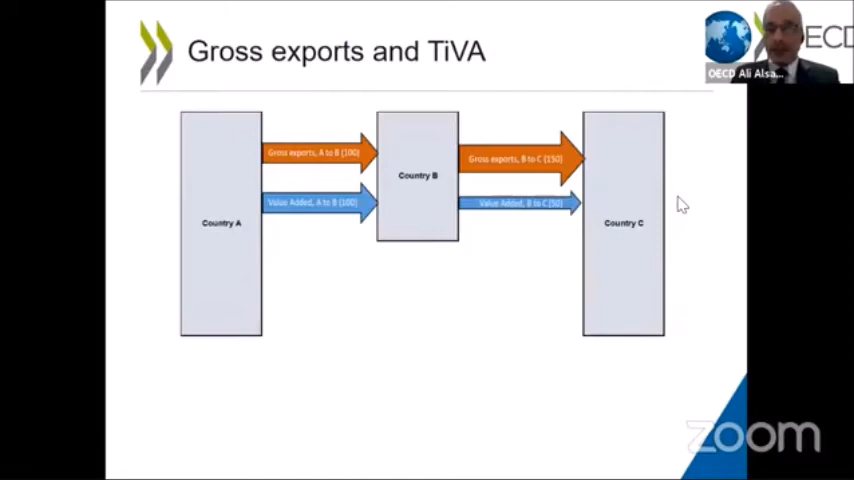 Gross exports and TiVA
ECD
OECD Ali Alsa...
Gross exports, A to B (100)
Gross exports, B to C (150)
Country B
Value Added, A to B (100)
Value Added, B to C (50)
Country A
Country C
zoom